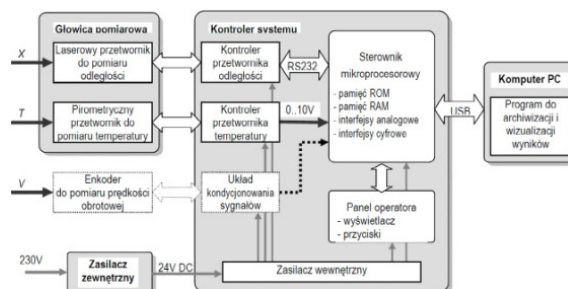 Głowica pomiarowa
Kontroler systemu
X
Laserowy przetwornik
do pomiaru
odległości
Kontroler
przetwornika
odległości
RS232
Sterownik
mikroprocesorowy
- pamięć ROM
- pamięć RAM
- interfejsy analogowe
- interfejsy cyfrowe
Komputer PC
USB
Program do
archiwizacji i
wizualizacji
wyników
T
Pirometryczny
przetwornik do
pomiaru temperatury
Kontroler
przetwornika
temperatury
0..10V
V
Enkoder
do pomiaru prędkości
obrotowej
Układ
kondycjonowania
sygnałów
Panel operatora
- wyświetlacz
- przyciski
230V
Zasilacz
zewnętrzny
24V DC
Zasilacz wewnętrzny